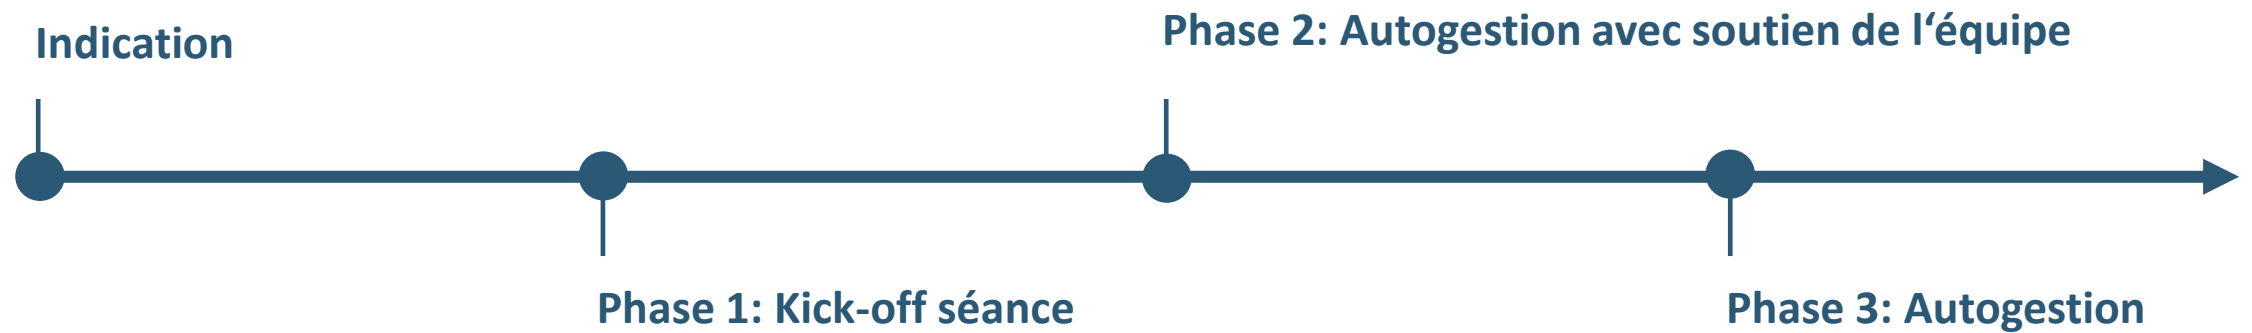 Indication
Phase 1: Kick-off séance
Phase 2: Autogestion avec soutien de l‘équipe
Phase 3: Autogestion